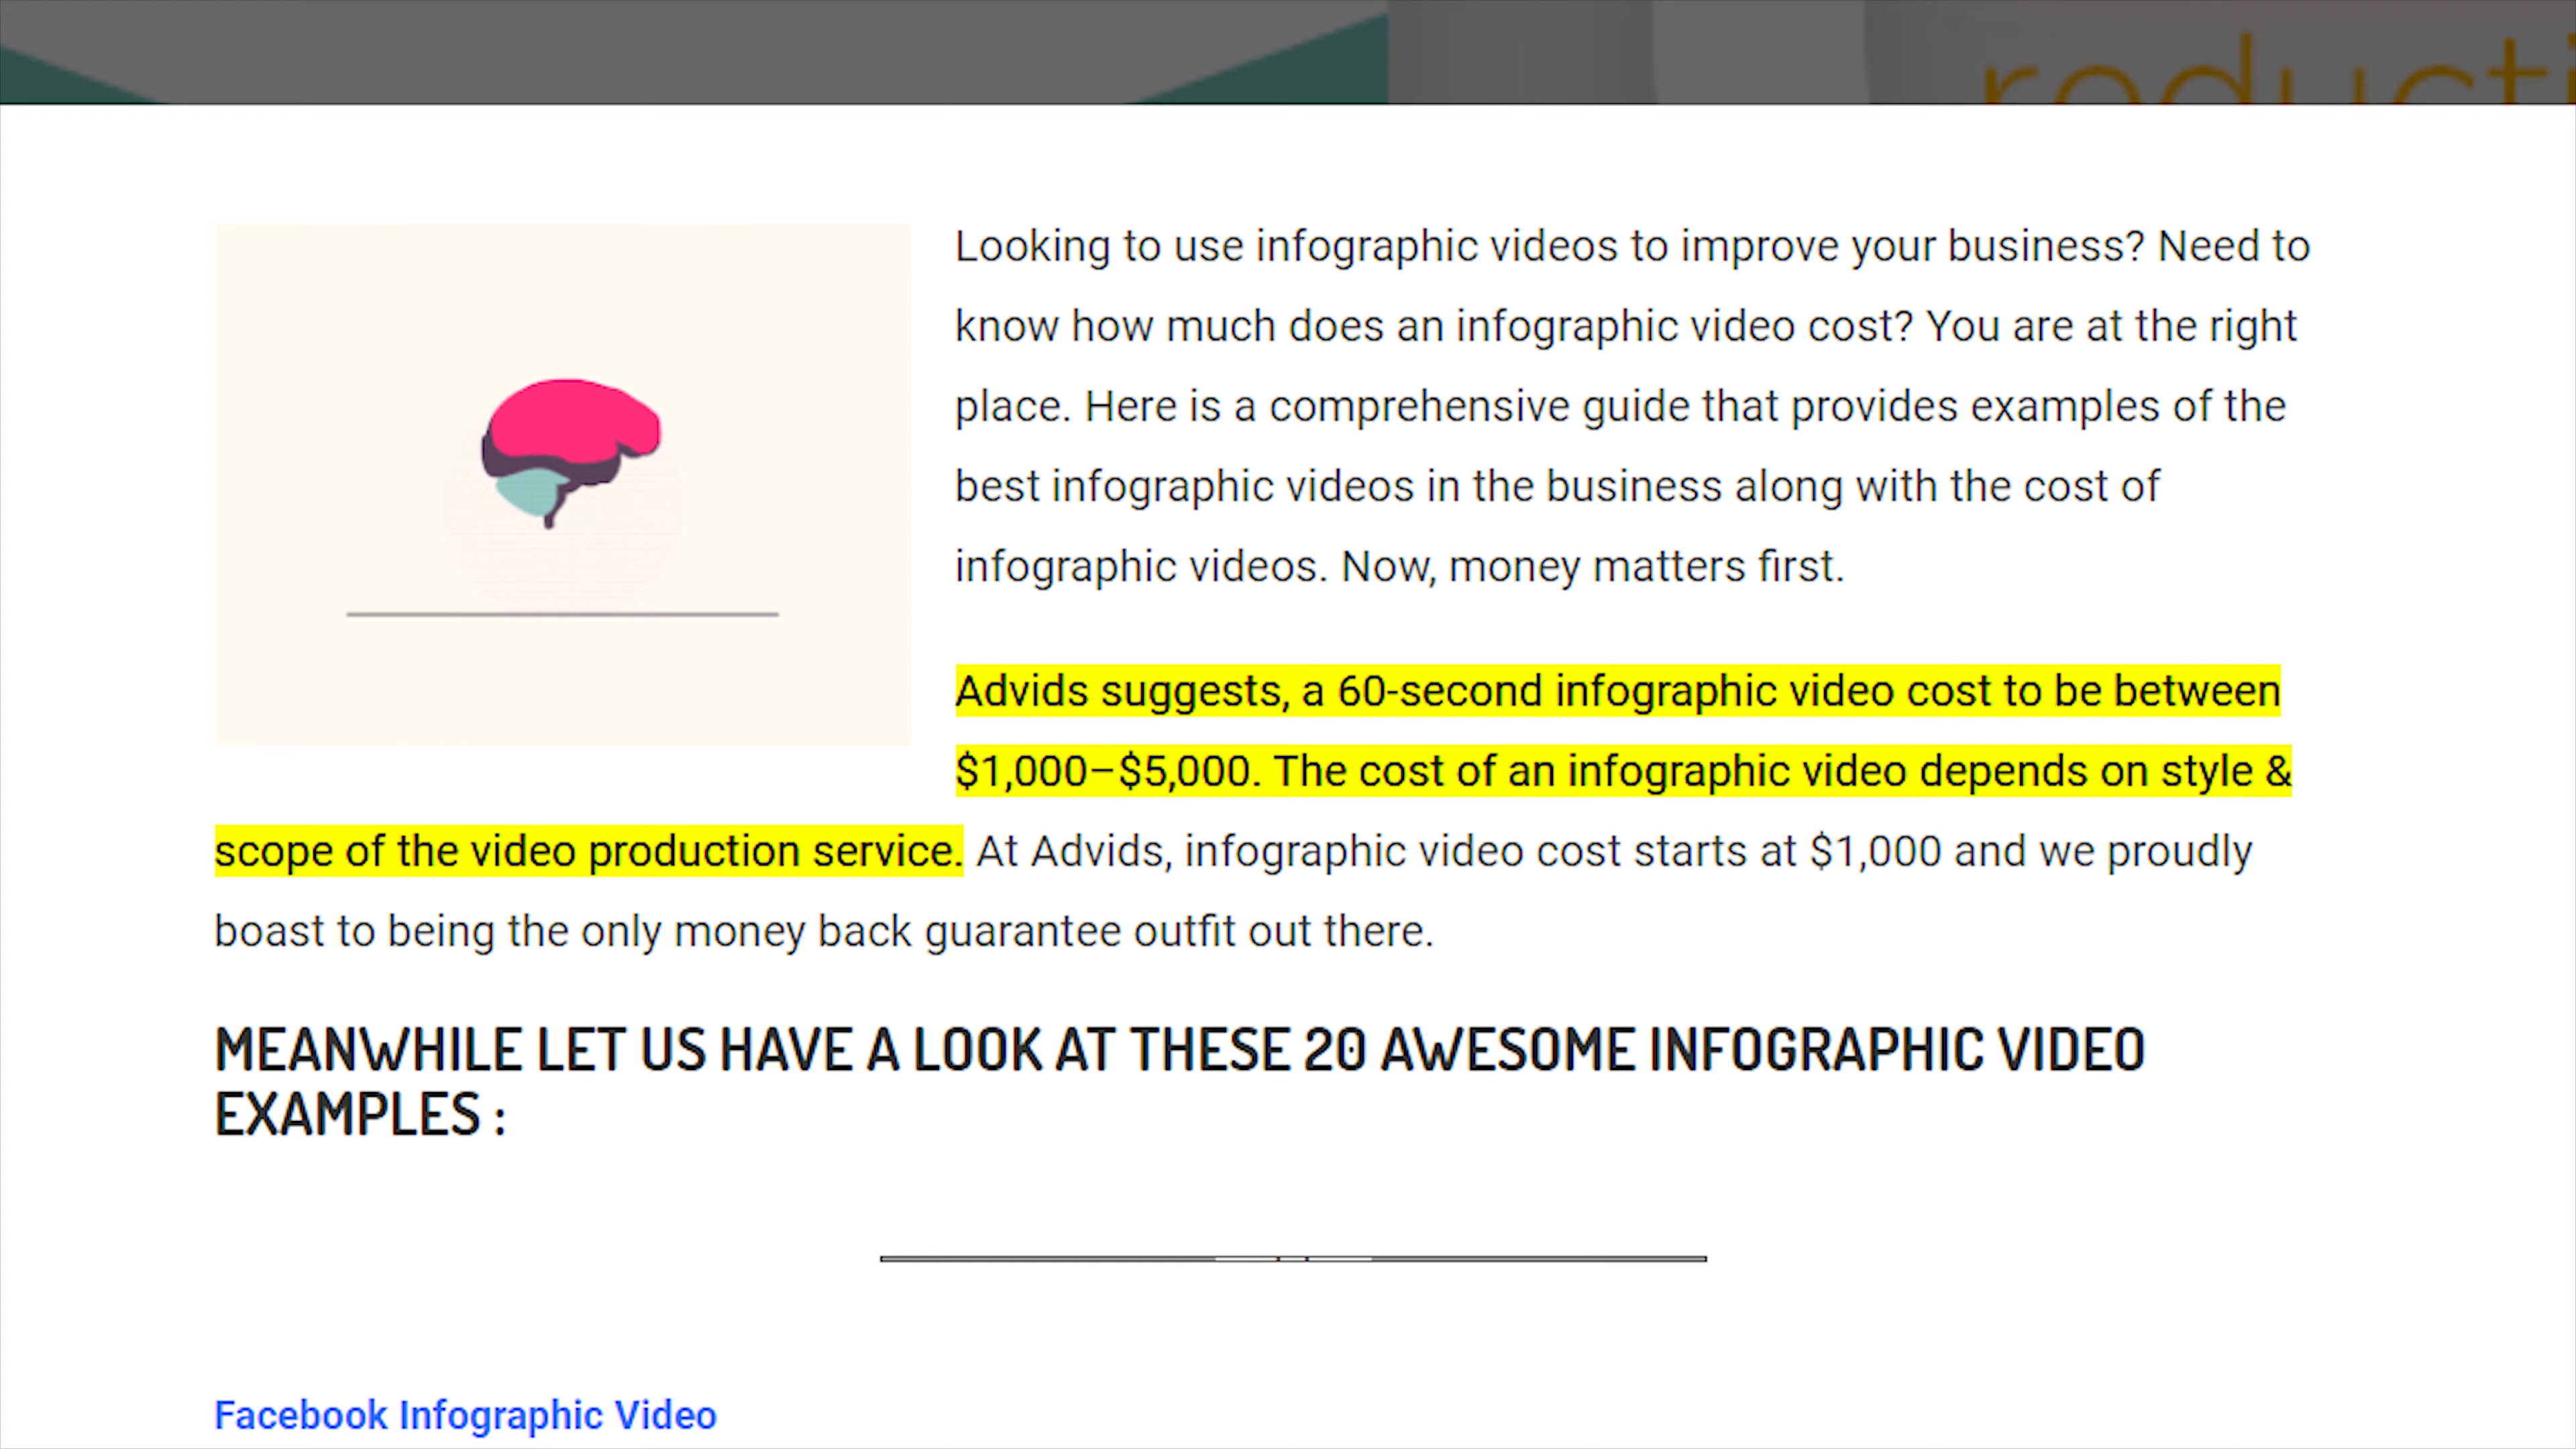 Looking to use infographic videos to improve your business? Need to
know how much does an infographic video cost? You are at the right
place. Here is a comprehensive guide that provides examples of the
best infographic videos in the business along with the cost of
infographic videos. Now, money matters first.
Advids suggests, a 60-second infographic video cost to be between
$1,000–$5,000. The cost of an infographic video depends on style &
scope of the video production service. At Advids, infographic video cost starts at $1,000 and we proudly
boast to being the only money back guarantee outfit out there.
MEANWHILE LET US HAVE A LOOK AT THESE 20 AWESOME INFOGRAPHIC VIDEO
EXAMPLES :
Facebook Infographic Video